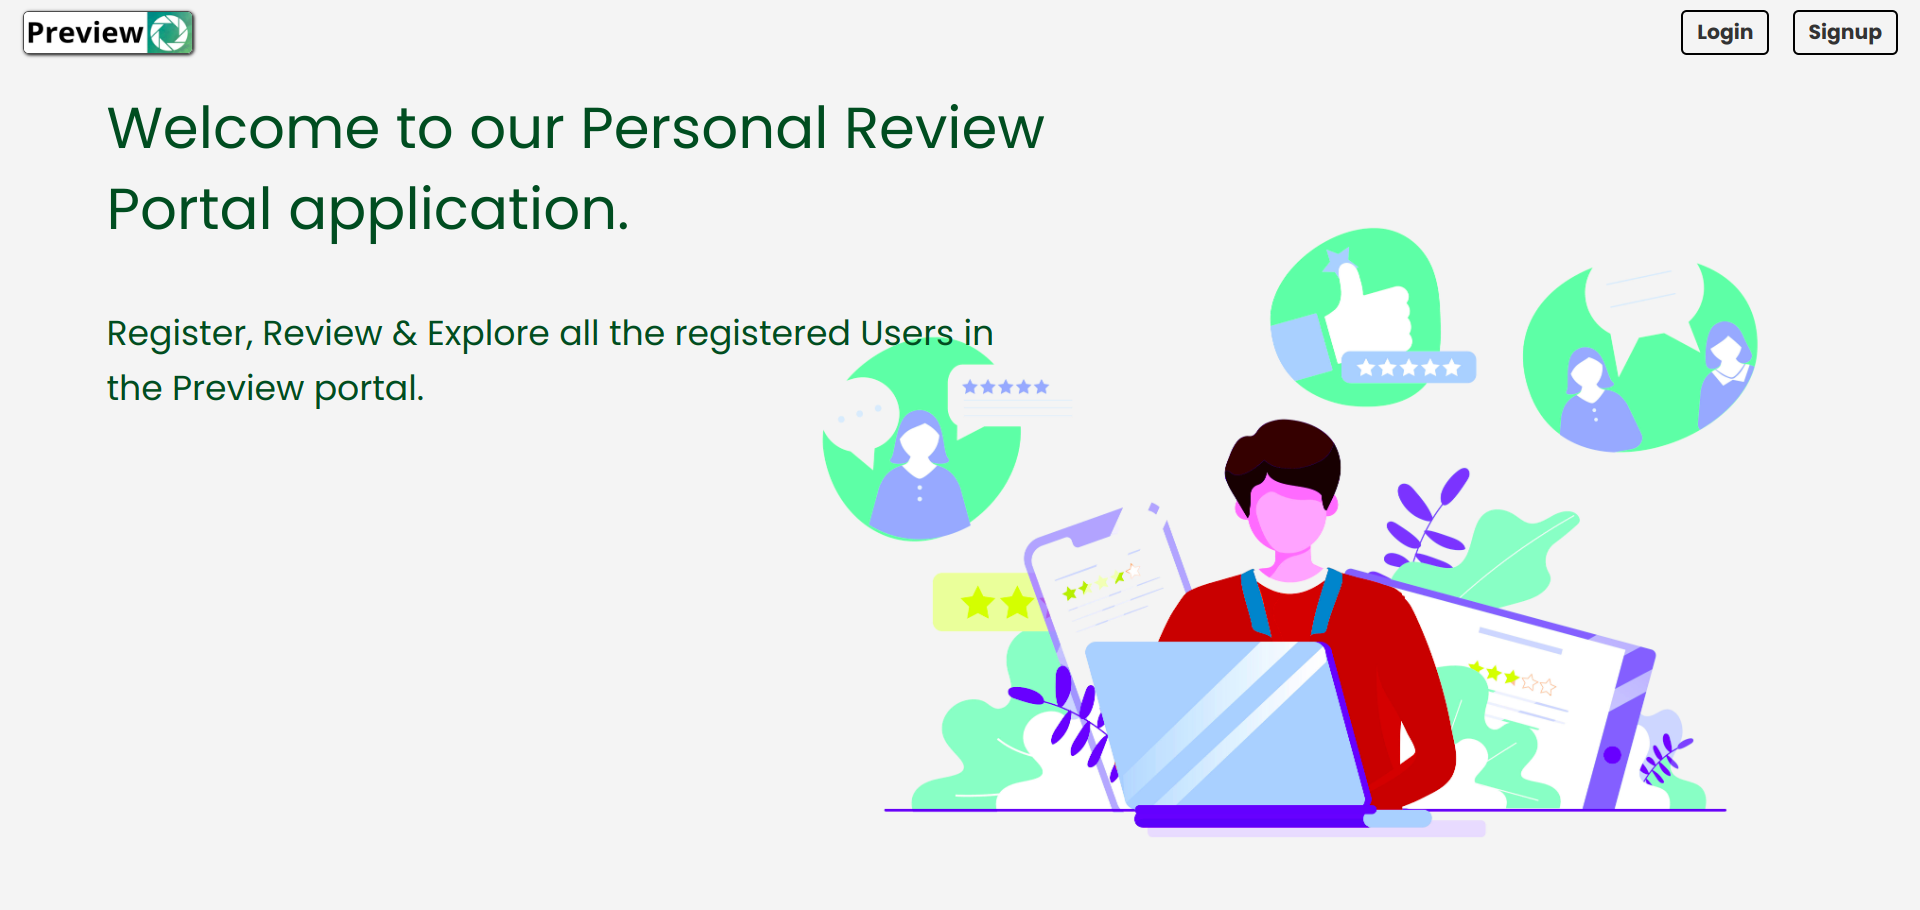 Preview
Login
Signup
Welcome to our Personal Review
Portal application.
Register, Review & Explore all the registered Users in
the Preview portal.